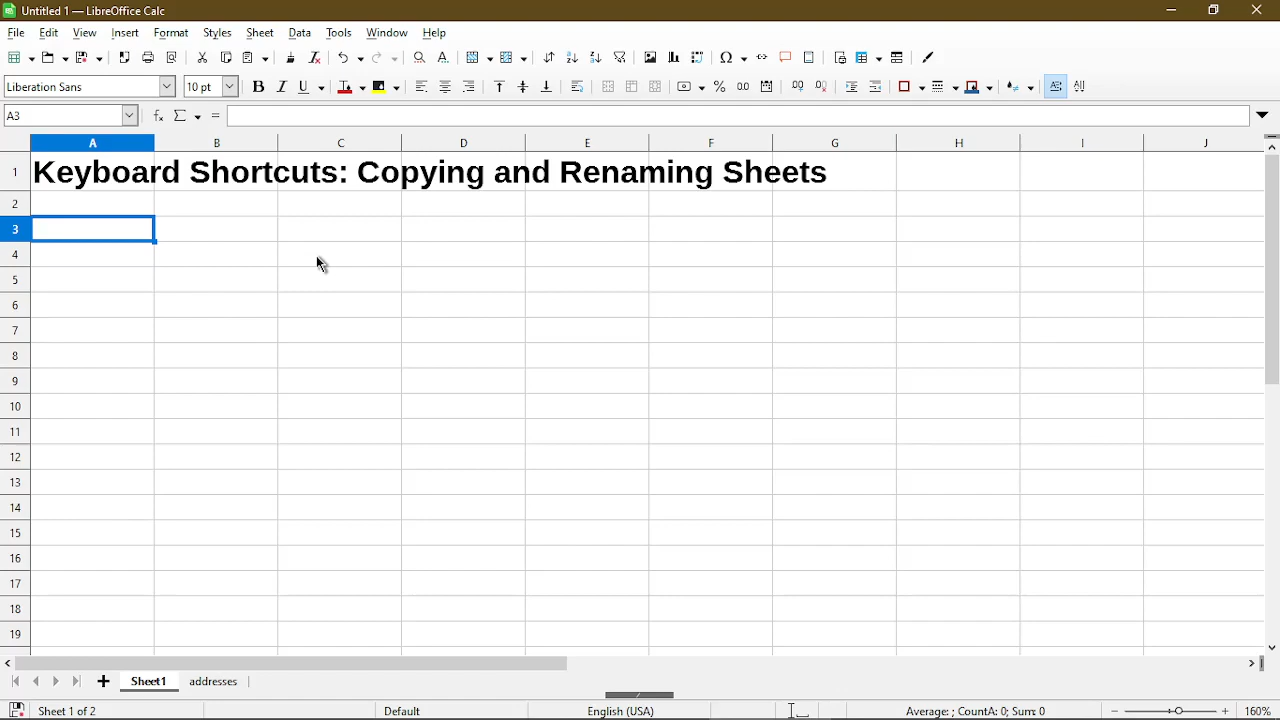 Untitled 1 — LibreOffice Calc
File Edit View Insert Format Styles Sheet Data Tools Window Help
Liberation Sans 10 pt
A3
A B C D E F G H I J
1 Keyboard Shortcuts: Copying and Renaming Sheets
2
3
4
5
6
7
8
9
10
11
12
13
14
15
16
17
18
19
Sheet1 addresses
Sheet 1 of 2 Default English (USA) Average: ; CountA: 0; Sum: 0 160%